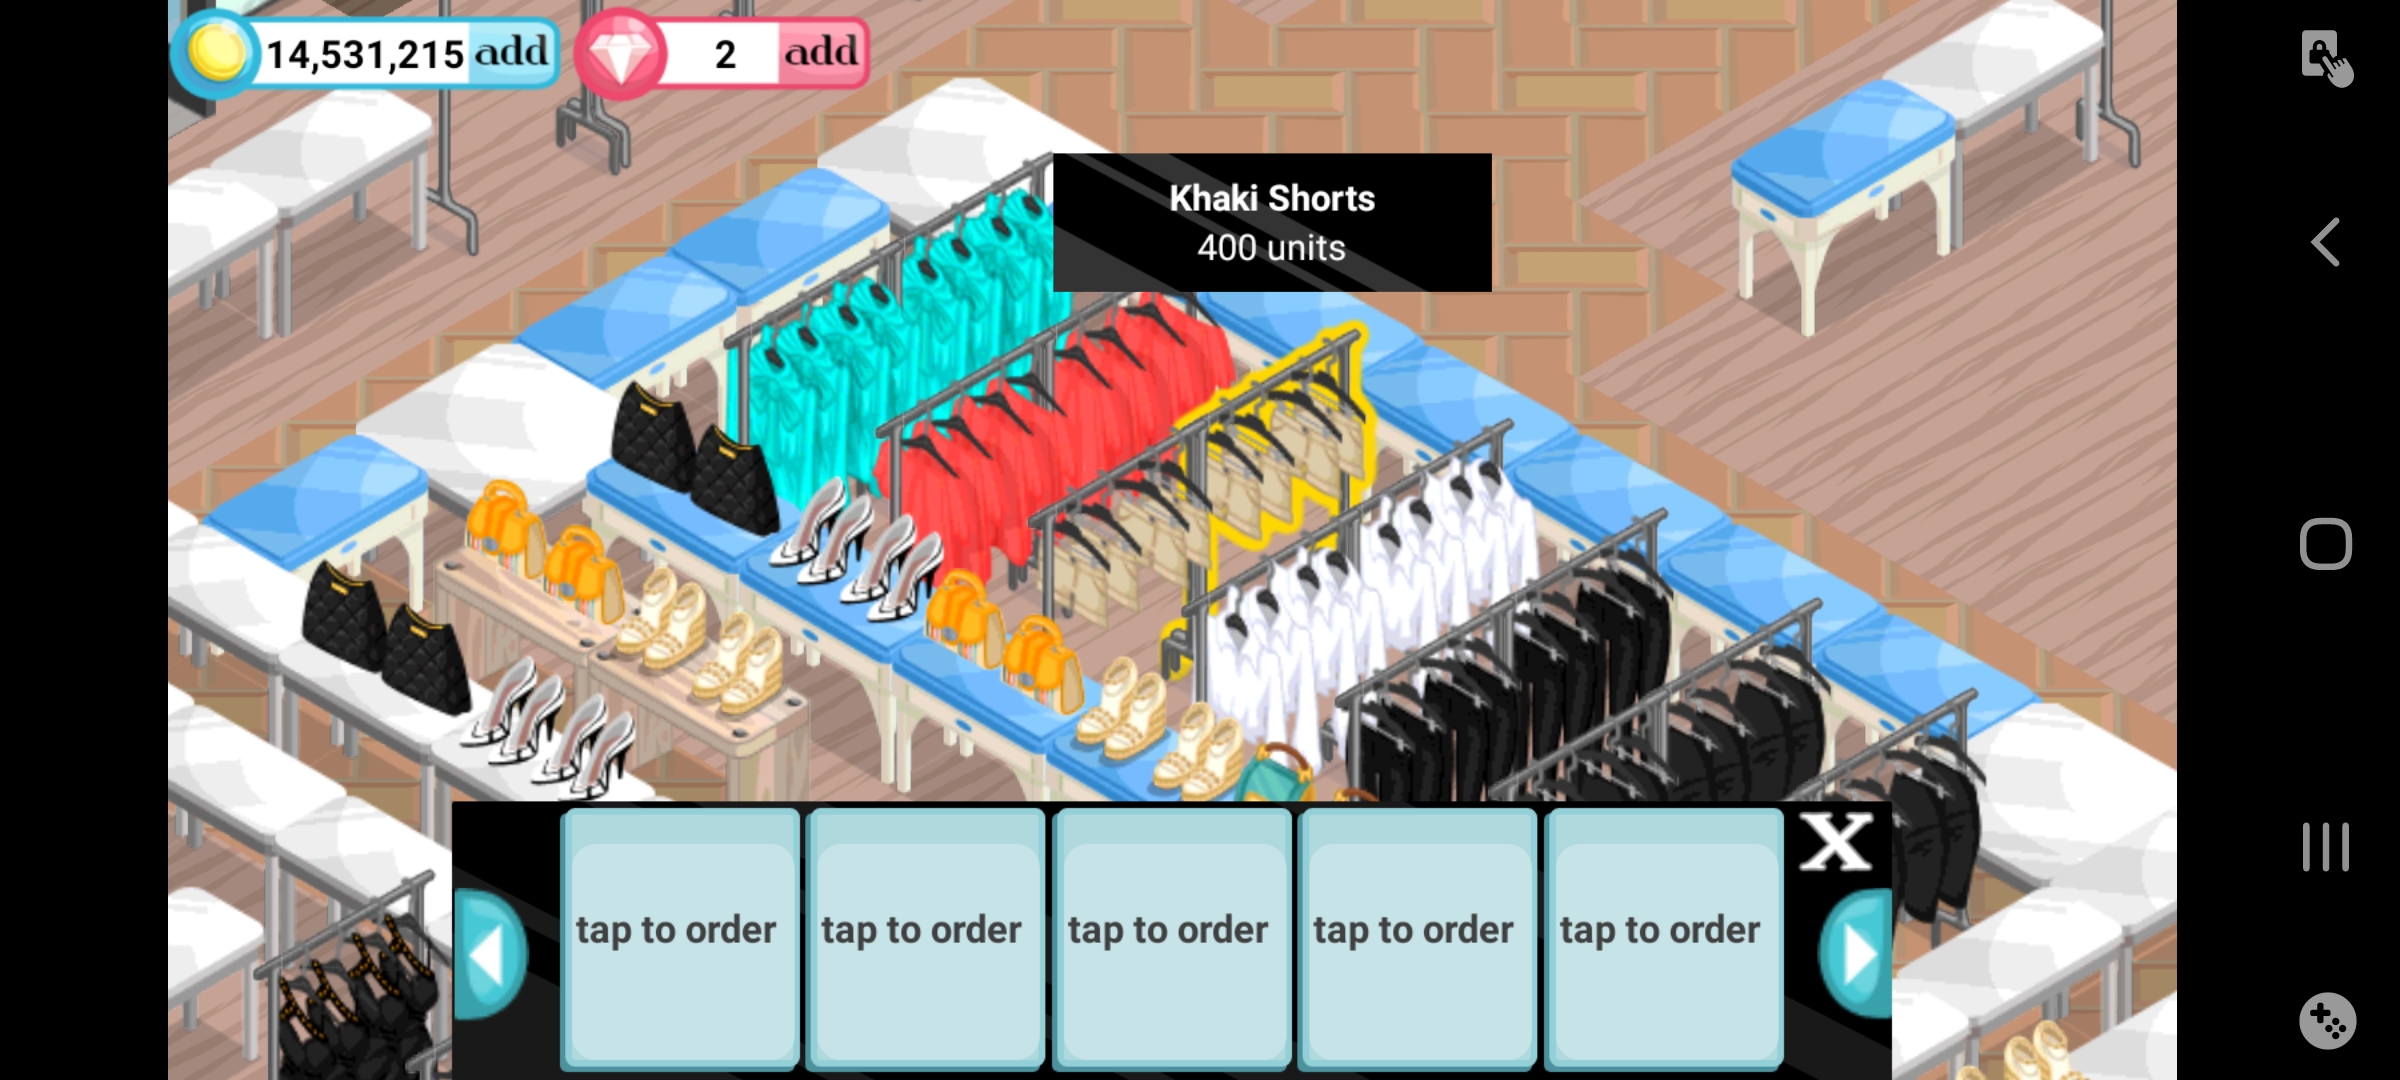 14,531,215 add
2 add
Khaki Shorts
400 units
X
tap to order
tap to order
tap to order
tap to order
tap to order